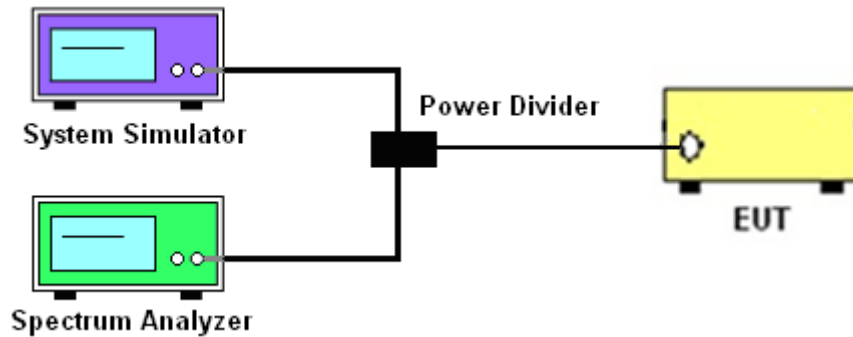 System Simulator
Power Divider
EUT
Spectrum Analyzer